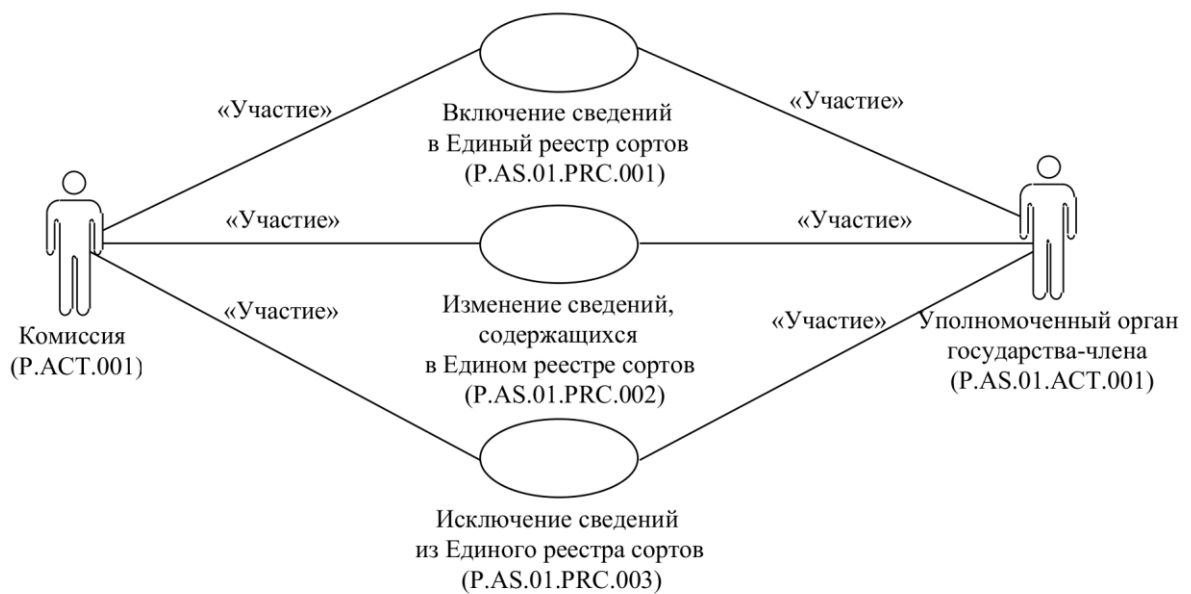 «Участие»
«Участие»
Включение сведений
в Единый реестр сортов
(P.AS.01.PRC.001)
«Участие»
«Участие»
Изменение сведений,
содержащихся
в Едином реестре сортов
(P.AS.01.PRC.002)
«Участие»
«Участие»
Комиссия
(P.ACT.001)
Уполномоченный орган
государства-члена
(P.AS.01.ACT.001)
Исключение сведений
из Единого реестра сортов
(P.AS.01.PRC.003)